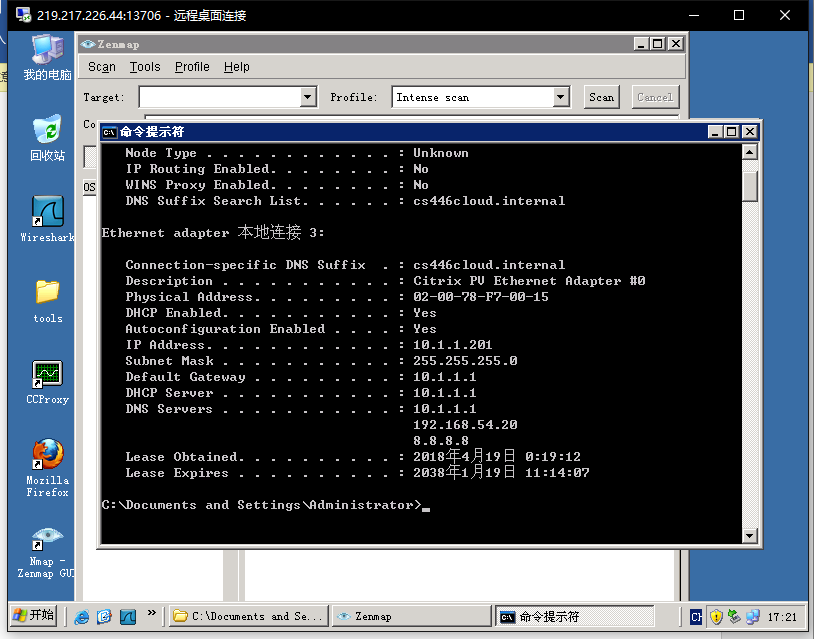 219.217.226.44:13706 - 远程桌面连接
Zenmap
Scan Tools Profile Help
Target: Profile: Intense scan Scan Cancel
Co
OS
我的电脑
回收站
Wireshark
tools
CCProxy
Mozilla
Firefox
Nmap -
Zenmap GUI
命令提示符
Node Type . . . . . . . . . . . . : Unknown
IP Routing Enabled. . . . . . . . : No
WINS Proxy Enabled. . . . . . . . : No
DNS Suffix Search List. . . . . . : cs446cloud.internal
Ethernet adapter 本地连接 3:
Connection-specific DNS Suffix  . : cs446cloud.internal
Description . . . . . . . . . . . : Citrix PV Ethernet Adapter #0
Physical Address. . . . . . . . . : 02-00-78-F7-00-15
DHCP Enabled. . . . . . . . . . . : Yes
Autoconfiguration Enabled . . . . : Yes
IP Address. . . . . . . . . . . . : 10.1.1.201
Subnet Mask . . . . . . . . . . . : 255.255.255.0
Default Gateway . . . . . . . . . : 10.1.1.1
DHCP Server . . . . . . . . . . . : 10.1.1.1
DNS Servers . . . . . . . . . . . : 10.1.1.1
192.168.54.20
8.8.8.8
Lease Obtained. . . . . . . . . . : 2018年4月19日 0:19:12
Lease Expires . . . . . . . . . . : 2038年1月19日 11:14:07
C:\Documents and Settings\Administrator>_
开始 » C:\Documents and Se... Zenmap 命令提示符 CH 17:21